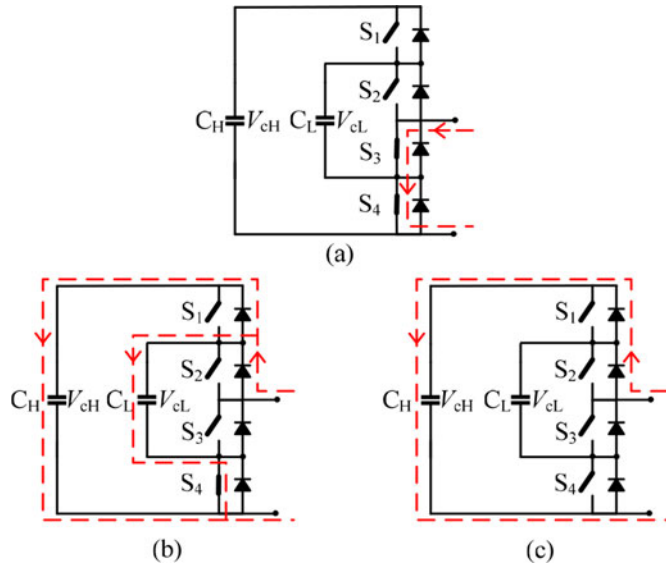 S1
S2
CH VcH CL VcL
S3
S4
(a)
S1
S2
CH VcH CL VcL
S3
S4
(b)
S1
S2
CH VcH CL VcL
S3
S4
(c)